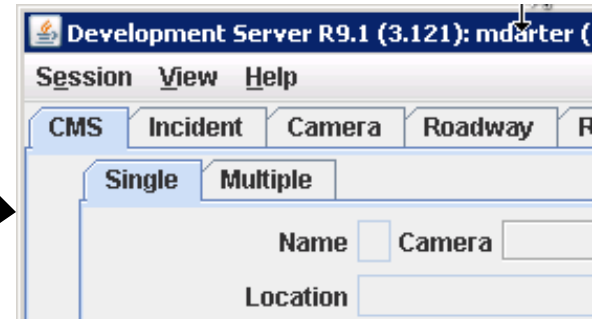 Development Server R9.1 (3.121): mdarter (
Session View Help
CMS Incident Camera Roadway R
Single Multiple
Name Camera
Location